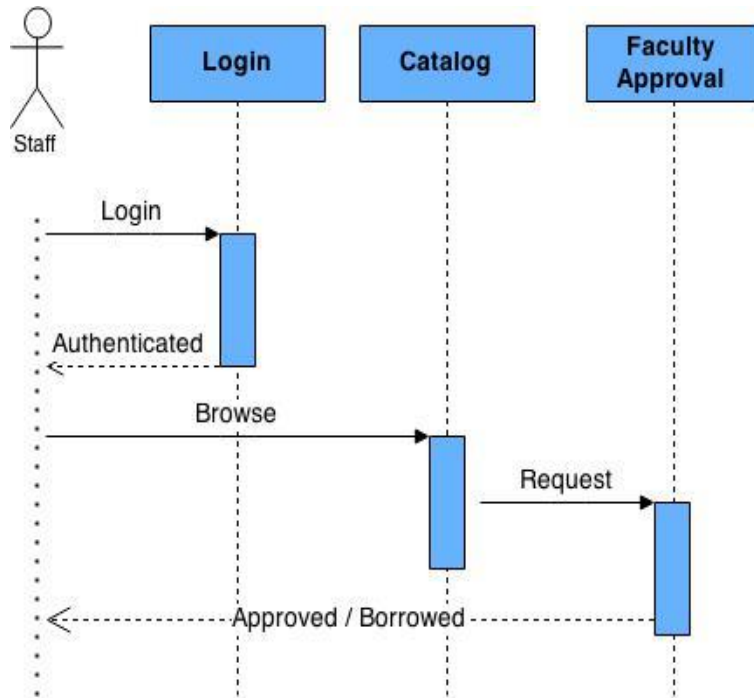 Login
Catalog
Faculty
Approval
Staff
Login
Authenticated
Browse
Request
Approved / Borrowed